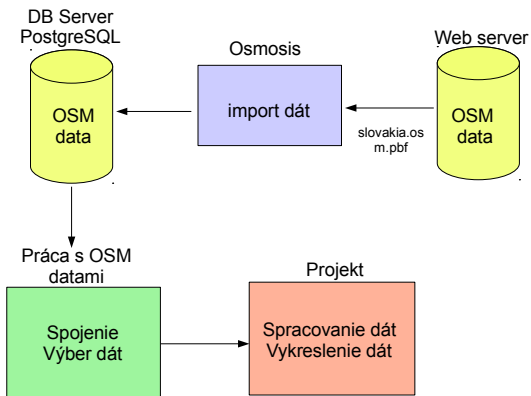 DB Server
PostgreSQL
Osmosis
Web server
OSM
data
import dát
OSM
data
slovakia.os
m.pbf
Práca s OSM
datami
Projekt
Spojenie
Výber dát
Spracovanie dát
Vykreslenie dát